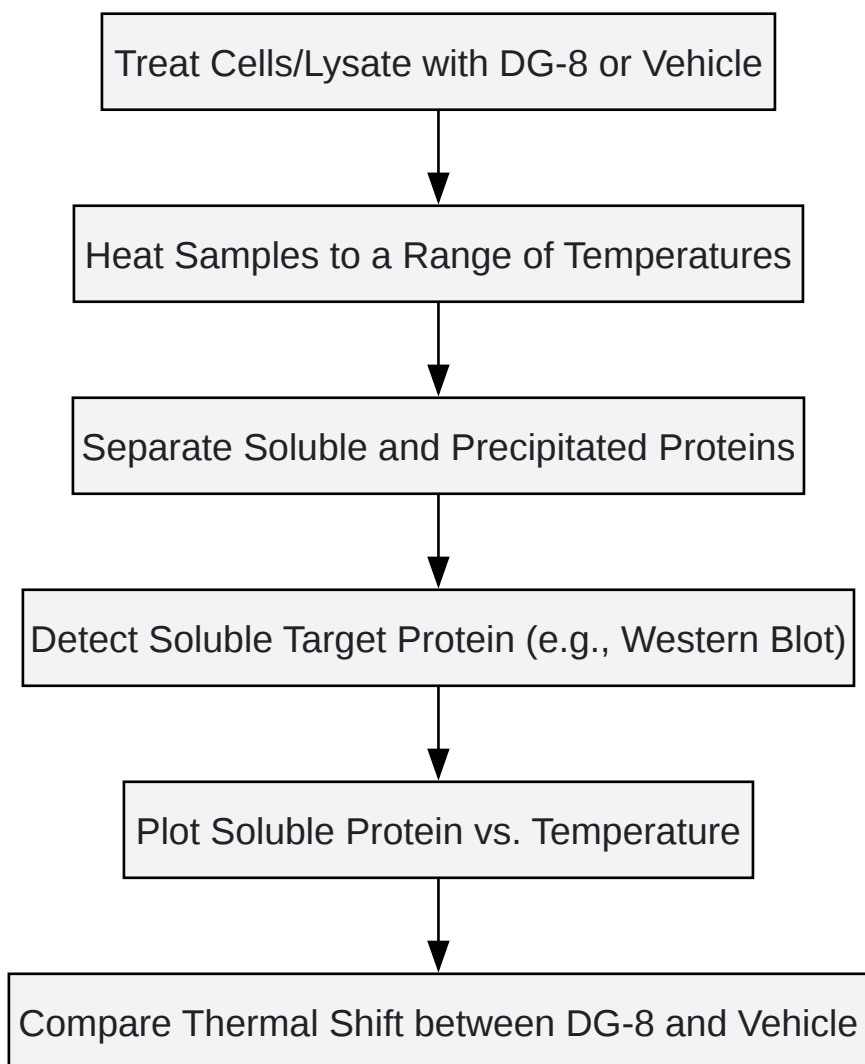 Treat Cells/Lysate with DG-8 or Vehicle
Heat Samples to a Range of Temperatures
Separate Soluble and Precipitated Proteins
Detect Soluble Target Protein (e.g., Western Blot)
Plot Soluble Protein vs. Temperature
Compare Thermal Shift between DG-8 and Vehicle